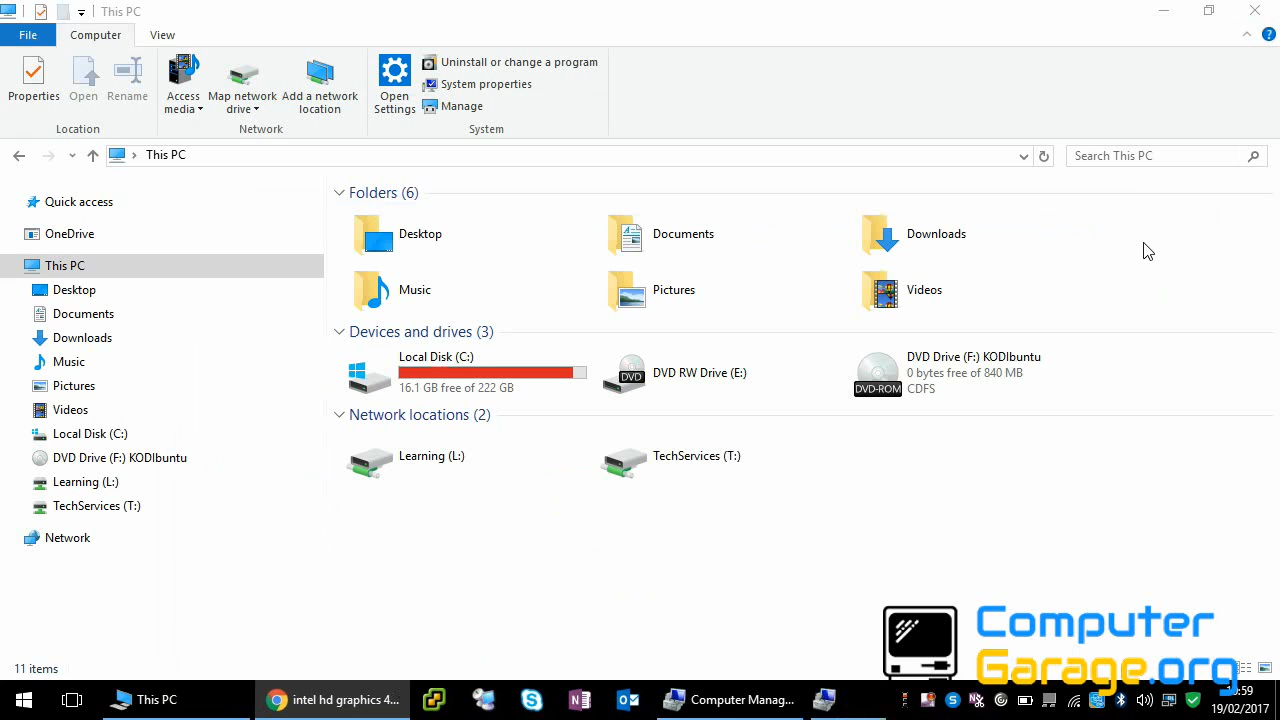 This PC
File Computer View
Properties Open Rename Access media Map network drive Add a network location Open Settings Uninstall or change a program
System properties
Manage
Location Network System
This PC
Search This PC
Quick access
OneDrive
This PC
Desktop
Documents
Downloads
Music
Pictures
Videos
Local Disk (C:)
DVD Drive (F:) KODIbuntu
Learning (L:)
TechServices (T:)
Network
Folders (6)
Desktop Documents Downloads
Music Pictures Videos
Devices and drives (3)
Local Disk (C:)
16.1 GB free of 222 GB
DVD
DVD RW Drive (E:)
DVD-ROM
DVD Drive (F:) KODIbuntu
0 bytes free of 840 MB
CDFS
Network locations (2)
Learning (L:) TechServices (T:)
Computer
Garage.org
11 items
This PC intel hd graphics 4... Computer Manag...
19/02/2017